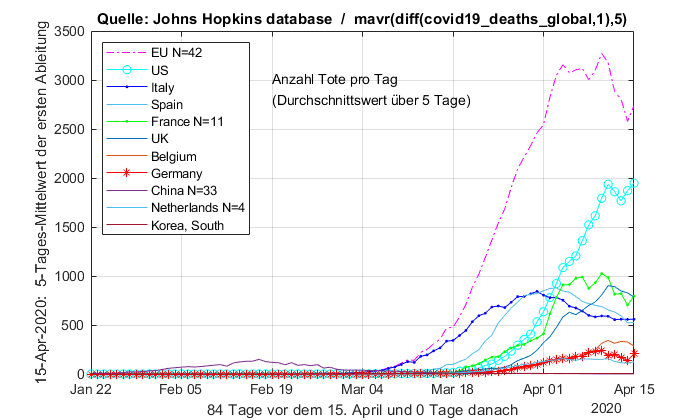 Quelle: Johns Hopkins database / mavr(diff(covid19_deaths_global,1),5)
15-Apr-2020: 5-Tages-Mittelwert der ersten Ableitung
3500
3000
2500
2000
1500
1000
500
0
EU N=42
US
Italy
Spain
France N=11
UK
Belgium
Germany
China N=33
Netherlands N=4
Korea, South
Anzahl Tote pro Tag
(Durchschnittswert über 5 Tage)
Jan 22 Feb 05 Feb 19 Mar 04 Mar 18 Apr 01 Apr 15
2020
84 Tage vor dem 15. April und 0 Tage danach